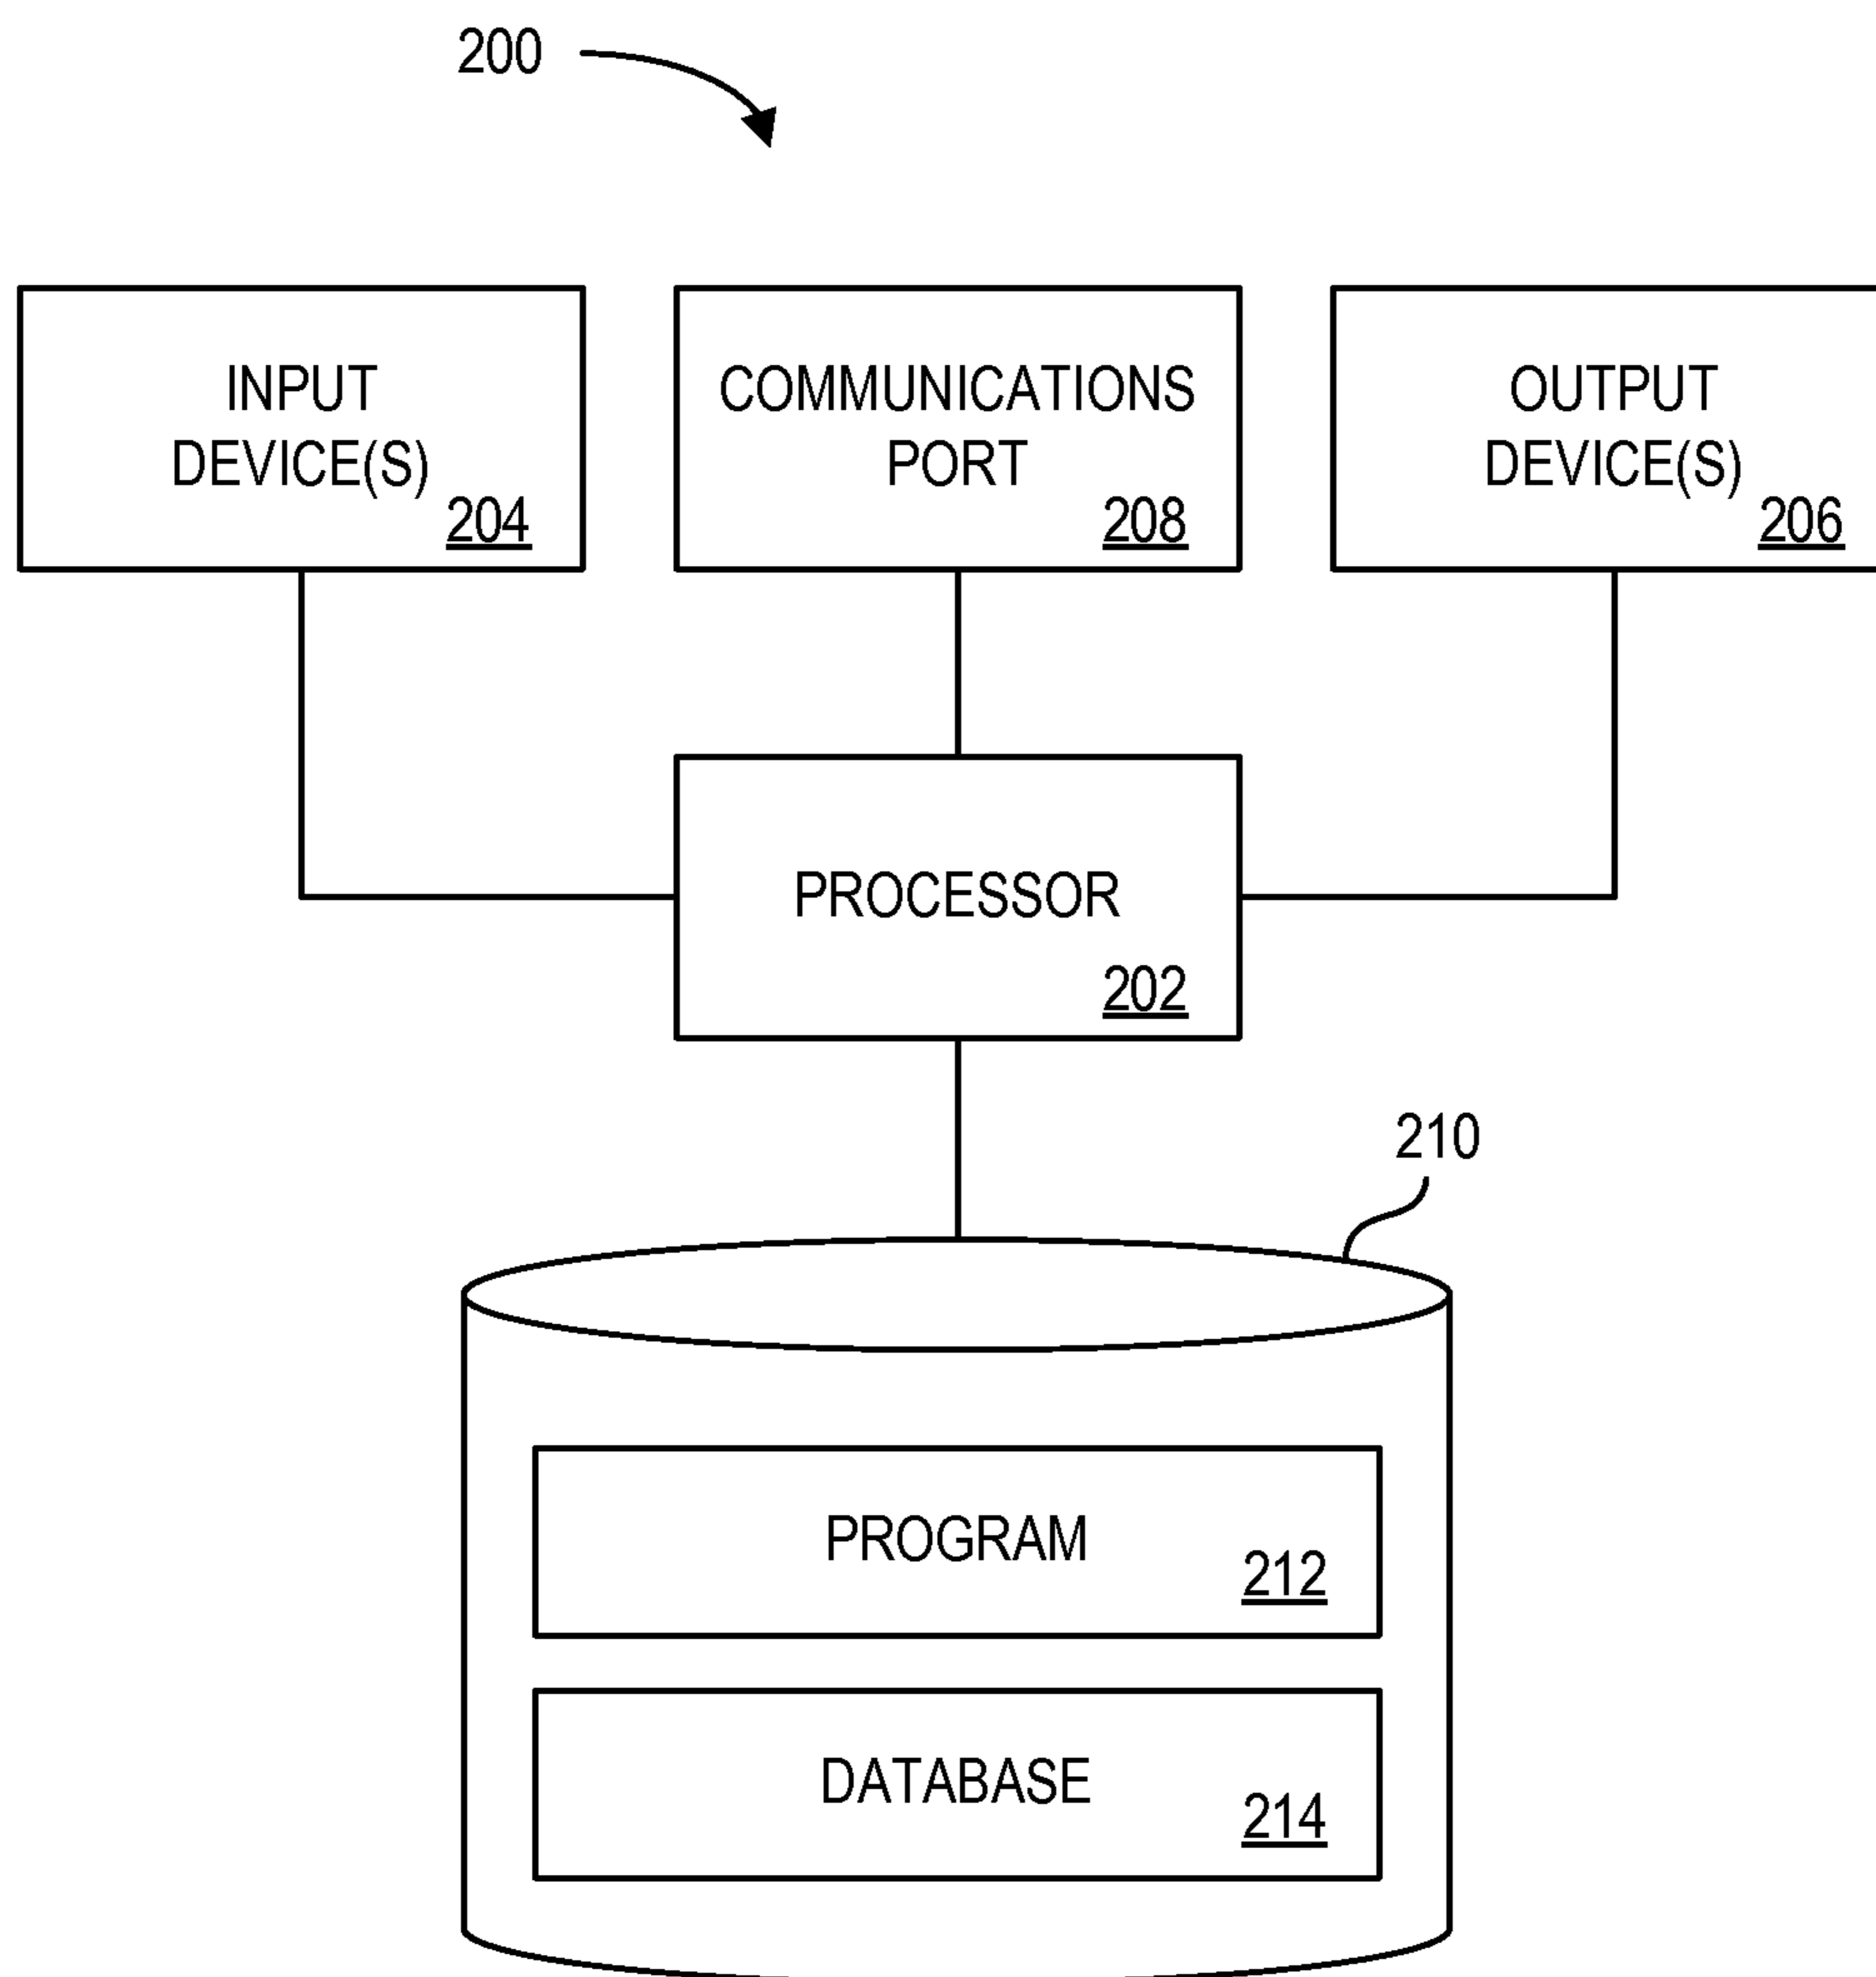 200
INPUT
DEVICE(S)
204
COMMUNICATIONS
PORT
208
OUTPUT
DEVICE(S)
206
PROCESSOR
202
210
PROGRAM
212
DATABASE
214